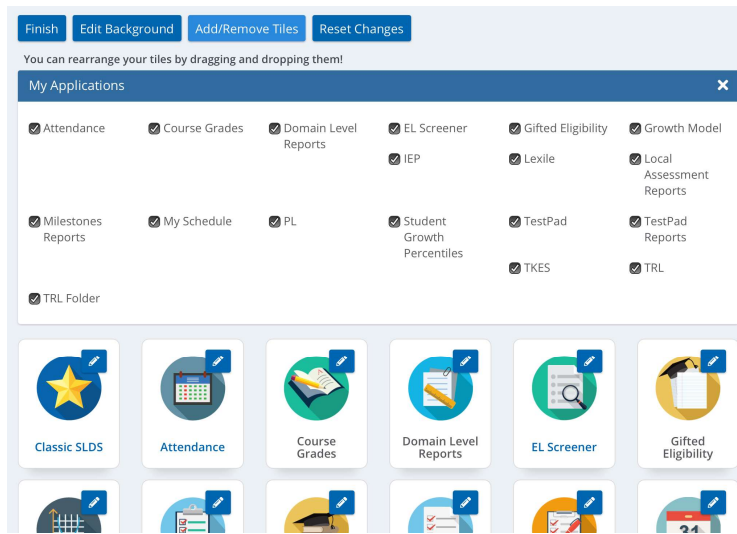 Finish Edit Background Add/Remove Tiles Reset Changes
You can rearrange your tiles by dragging and dropping them!
My Applications
Attendance Course Grades Domain Level EL Screener Gifted Eligibility Growth Model
Reports
IEP Lexile Local
Assessment
Reports
Milestones My Schedule PL Student TestPad TestPad
Reports Growth Reports
Percentiles
TKES TRL
TRL Folder
Classic SLDS Attendance Course Domain Level EL Screener Gifted
Grades Reports Eligibility
31